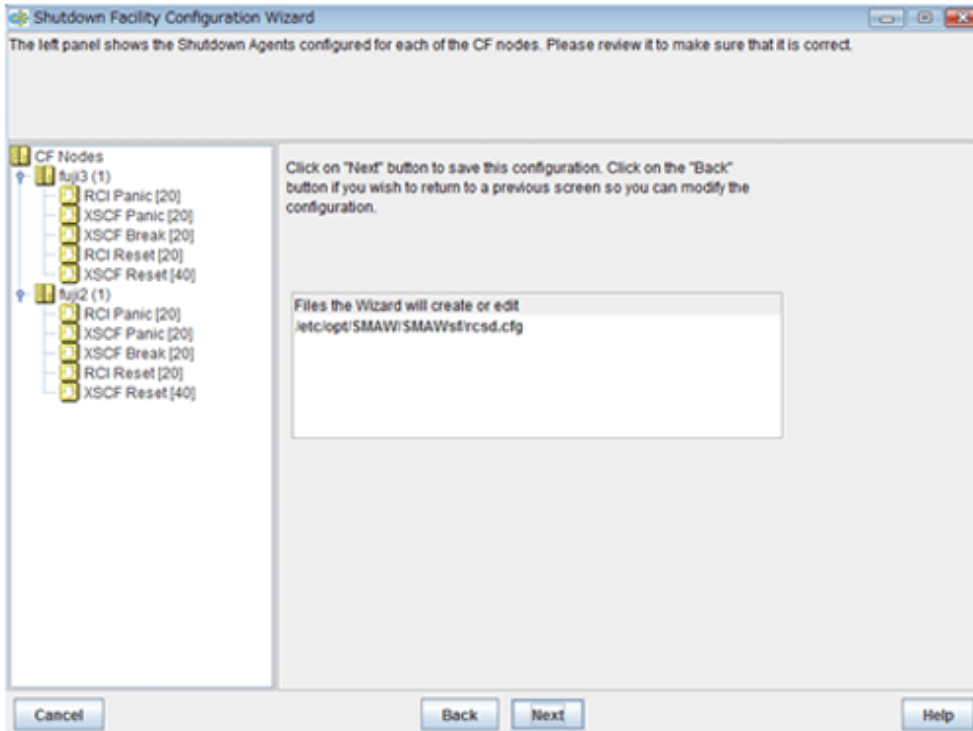 Shutdown Facility Configuration Wizard
The left panel shows the Shutdown Agents configured for each of the CF nodes. Please review it to make sure that it is correct.
CF Nodes
fuji3 (1)
RCI Panic [20]
XSCF Panic [20]
XSCF Break [20]
RCI Reset [20]
XSCF Reset [40]
fuji2 (1)
RCI Panic [20]
XSCF Panic [20]
XSCF Break [20]
RCI Reset [20]
XSCF Reset [40]
Click on "Next" button to save this configuration. Click on the "Back"
button if you wish to return to a previous screen so you can modify the
configuration.
Files the Wizard will create or edit
/etc/opt/SMAW/SMAWsf/rcsd.cfg
Cancel
Back
Next
Help